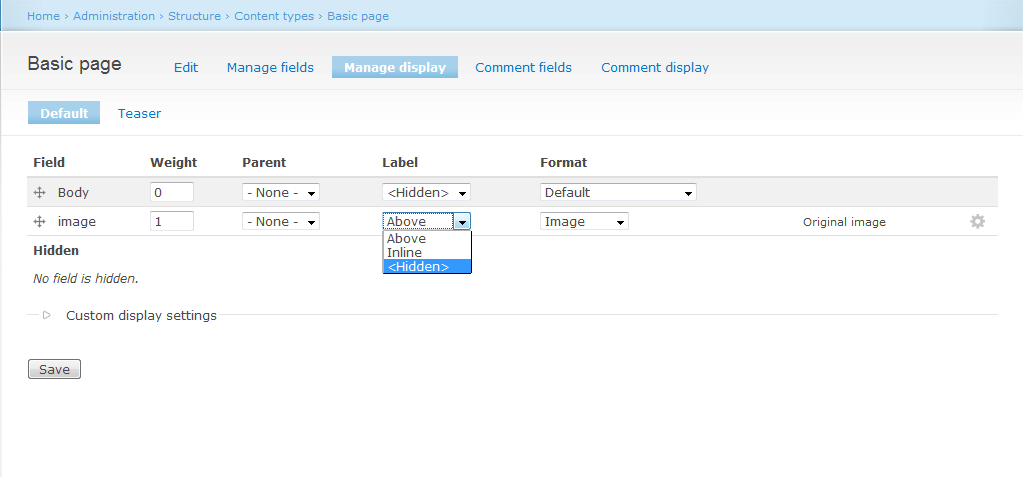 Home › Administration › Structure › Content types › Basic page
Basic page Edit Manage fields Manage display Comment fields Comment display
Default Teaser
Field Weight Parent Label Format
Body 0 - None - <Hidden> Default
image 1 - None - Above Image Original image
Above
Inline
<Hidden>
Hidden
No field is hidden.
Custom display settings
Save